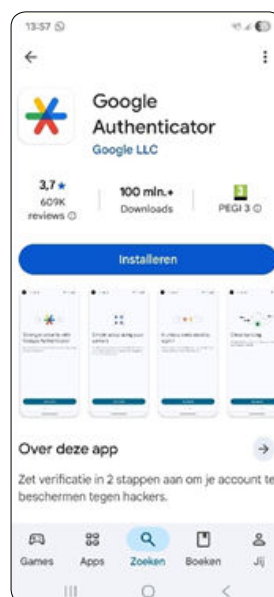 13:57
Google
Authenticator
Google LLC
3,7★
609K
reviews
100 mln.+
Downloads
3
PEGI 3
Installeren
Over deze app
Zet verificatie in 2 stappen aan om je account te
beschermen tegen hackers.
Games Apps Zoeken Boeken Jij